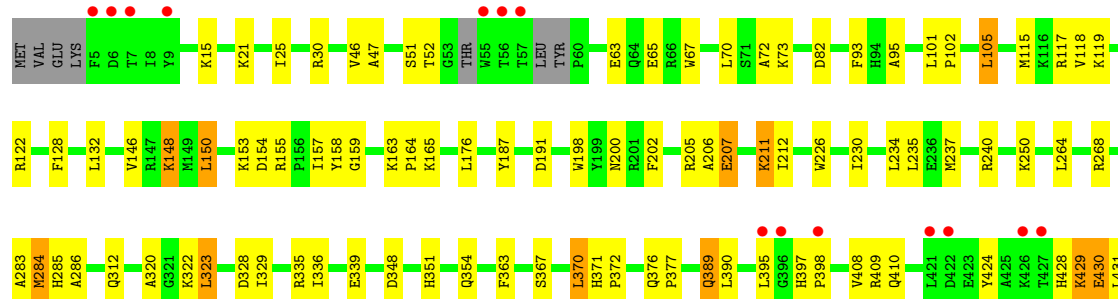 MET VAL GLU LYS F5 D6 T7 I8 Y9 K15 K21 I25 R30 V46 A47 S51 T52 G53 THR W55 T56 T57 LEU TYR P60 E63 Q64 E65 R66 W67 L70 S71 A72 K73 D82 F93 H94 A95 L101 P102 L105 M115 K116 R117 V118 K119
R122 F128 L132 V146 R147 K148 M149 L150 K153 D154 R155 P156 I157 Y158 G159 K163 P164 K165 L176 Y187 D191 W198 Y199 N200 R201 F202 R205 A206 E207 K211 I212 W226 I230 L234 L235 E236 M237 R240 K250 L264 R268
A283 M284 H285 A286 Q312 A320 G321 K322 L323 D328 I329 R335 I336 E339 D348 H351 Q354 F363 S367 L370 H371 P372 Q376 P377 Q389 L390 L395 G396 H397 P398 V408 R409 Q410 L421 D422 E423 Y424 A425 K426 T427 H428 K429 E430 L431